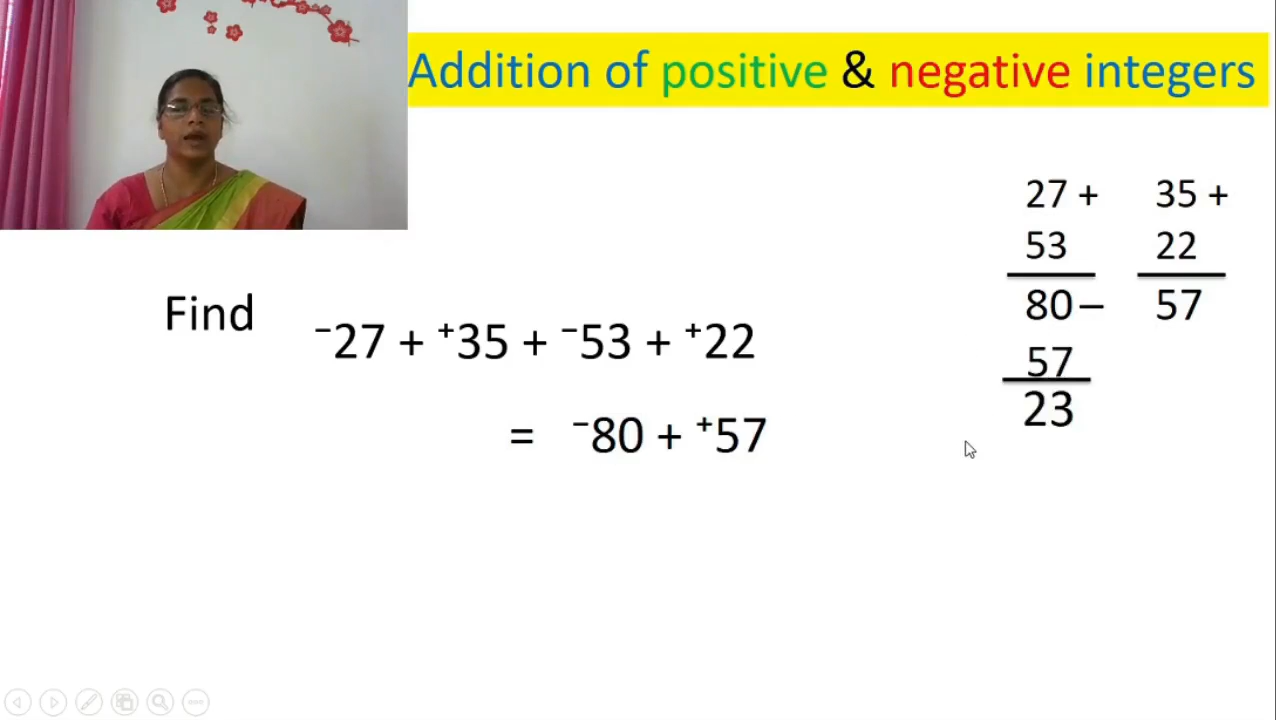 Addition of positive & negative integers
Find
⁻27 + ⁺35 + ⁻53 + ⁺22
= ⁻80 + ⁺57
27 +
53
80 –
57
23
35 +
22
57